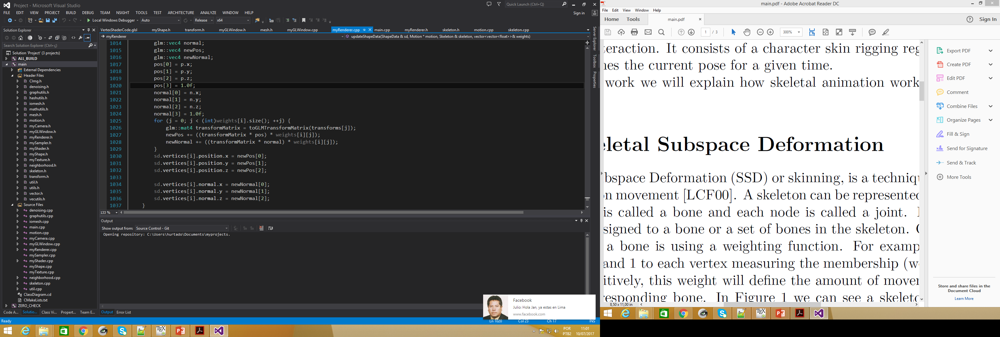 Project - Microsoft Visual Studio
Quick Launch (Ctrl+Q)
FILE EDIT VIEW PROJECT BUILD DEBUG TEAM NSIGHT TOOLS TEST ARCHITECTURE ANALYZE WINDOW HELP
Sign in
Local Windows Debugger Auto Release x64
Solution Explorer
Search Solution Explorer (Ctrl+ç)
Solution 'Project' (3 projects)
ALL_BUILD
main
External Dependencies
Header Files
CImg.h
denoising.h
graphutils.h
hashutils.h
iomesh.h
mathutils.h
mesh.h
motion.h
myCamera.h
myGLWindow.h
myRenderer.h
mySampler.h
myShader.h
myShape.h
myTexture.h
neighborhood.h
skeleton.h
transform.h
util.h
utils.h
vector.h
vecutils.h
Source Files
denoising.cpp
graphutils.cpp
iomesh.cpp
main.cpp
motion.cpp
myCamera.cpp
myGLWindow.cpp
myRenderer.cpp
mySampler.cpp
myShader.cpp
myShape.cpp
myTexture.cpp
neighborhood.cpp
skeleton.cpp
util.cpp
ClassDiagram.cd
CMakeLists.txt
ZERO_CHECK
Code A... Solutio... Class Vi... Propert... Team E...
VertexShaderCode.glsl myShape.h transform.h myGLWindow.h mesh.h myGLWindow.cpp myRenderer.cpp main.cpp myRenderer.h skeleton.h motion.cpp skeleton.cpp
myRenderer
updateShapeData(ShapeData & sd, Motion * motion, Skeleton & skeleton, vector<vector<float>>& weights)
1014 glm::vec4 normal;
1015 glm::vec4 newPos;
1016 glm::vec4 newNormal;
1017 pos[0] = p.x;
1018 pos[1] = p.y;
1019 pos[2] = p.z;
1020 pos[3] = 1.0f;
1021 normal[0] = n.x;
1022 normal[1] = n.y;
1023 normal[2] = n.z;
1024 normal[3] = 1.0f;
1025 for (j = 0; j < (int)weights[i].size(); ++j) {
1026 glm::mat4 transformMatrix = toGLMTransformMatrix(transforms[j]);
1027 newPos += ((transformMatrix * pos) * weights[i][j]);
1028 newNormal += ((transformMatrix * normal) * weights[i][j]);
1029 }
1030 sd.vertices[i].position.x = newPos[0];
1031 sd.vertices[i].position.y = newPos[1];
1032 sd.vertices[i].position.z = newPos[2];
1033
1034 sd.vertices[i].normal.x = newNormal[0];
1035 sd.vertices[i].normal.y = newNormal[1];
1036 sd.vertices[i].normal.z = newNormal[2];
1037 }
133 %
Output
Show output from: Source Control - Git
Opening repository: C:\Users\hurtado\Documents\myprojects.
Output Error List
Server Explorer
Toolbox
Properties
Facebook
Julio: Hola Jan, ya estas en Lima
www.facebook.com
Ready
Ln 1020 Col 23 Ch 17 INS
POR
PTB2
11:01
10/07/2017
main.pdf - Adobe Acrobat Reader DC
File Edit View Window Help
Home Tools main.pdf
Sign In
1 / 3
300%
teraction. It consists of a character skin rigging reg
nes the current pose for a given time.
work we will explain how skeletal animation work
eletal Subspace Deformation
bspace Deformation (SSD) or skinning, is a techniqu
on movement [LCF00]. A skeleton can be represented
is called a bone and each node is called a joint.
signed to a bone or a set of bones in the skeleton.
a bone is using a weighting function. For examp
and 1 to each vertex measuring the membership (we
itively, this weight will define the amount of mover
responding bone. In Figure 1 we can see a skeleto
8,50 x 11,00 in
Export PDF
Create PDF
Edit PDF
Comment
Combine Files
Organize Pages
Fill & Sign
Send for Signature
Send & Track
More Tools
Store and share files in the
Document Cloud
Learn More